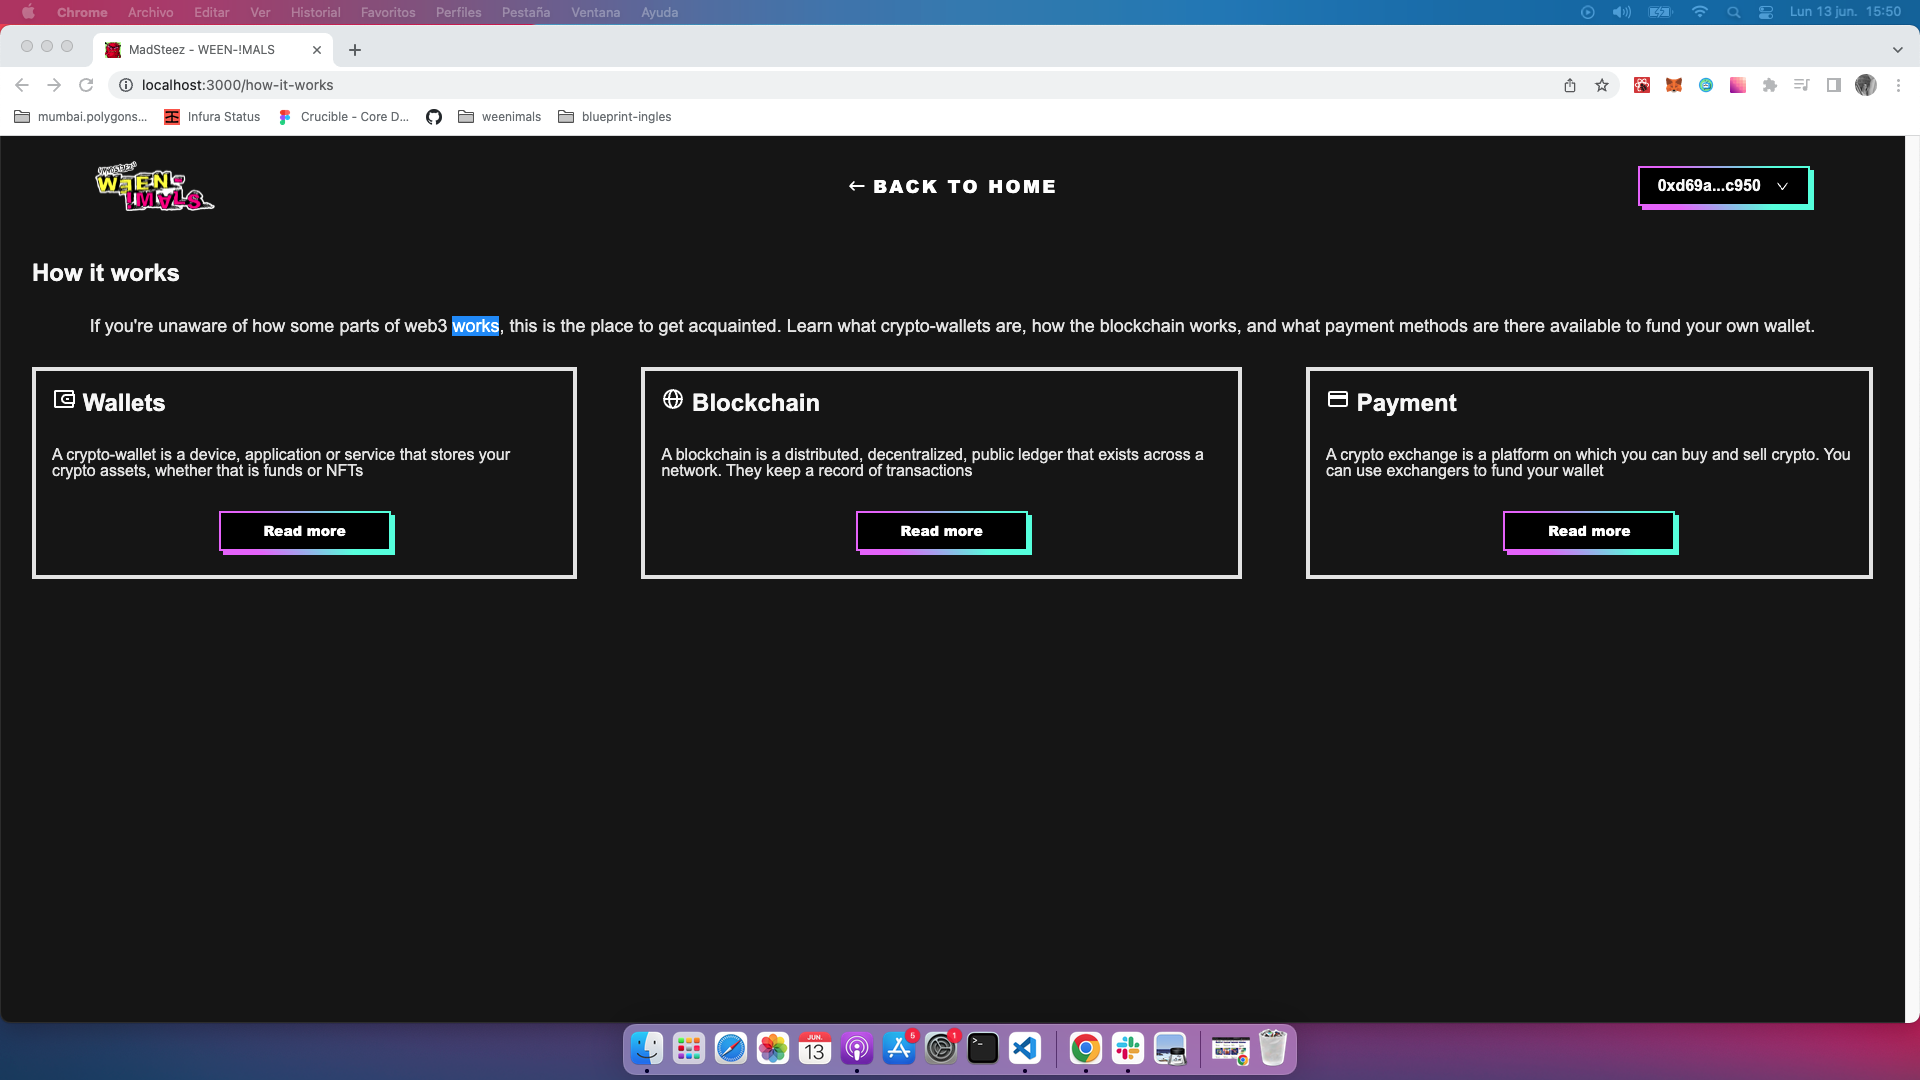 Chrome Archivo Editar Ver Historial Favoritos Perfiles Pestaña Ventana Ayuda Lun 13 jun. 15:50
MadSteez - WEEN-!MALS
localhost:3000/how-it-works
mumbai.polygons... Infura Status Crucible - Core D... weenimals blueprint-ingles
WEEN-
!MALS
← BACK TO HOME
0xd69a...c950
How it works
If you're unaware of how some parts of web3 works, this is the place to get acquainted. Learn what crypto-wallets are, how the blockchain works, and what payment methods are there available to fund your own wallet.
Wallets
A crypto-wallet is a device, application or service that stores your
crypto assets, whether that is funds or NFTs
Read more
Blockchain
A blockchain is a distributed, decentralized, public ledger that exists across a
network. They keep a record of transactions
Read more
Payment
A crypto exchange is a platform on which you can buy and sell crypto. You
can use exchangers to fund your wallet
Read more
JUN.
13
5
1